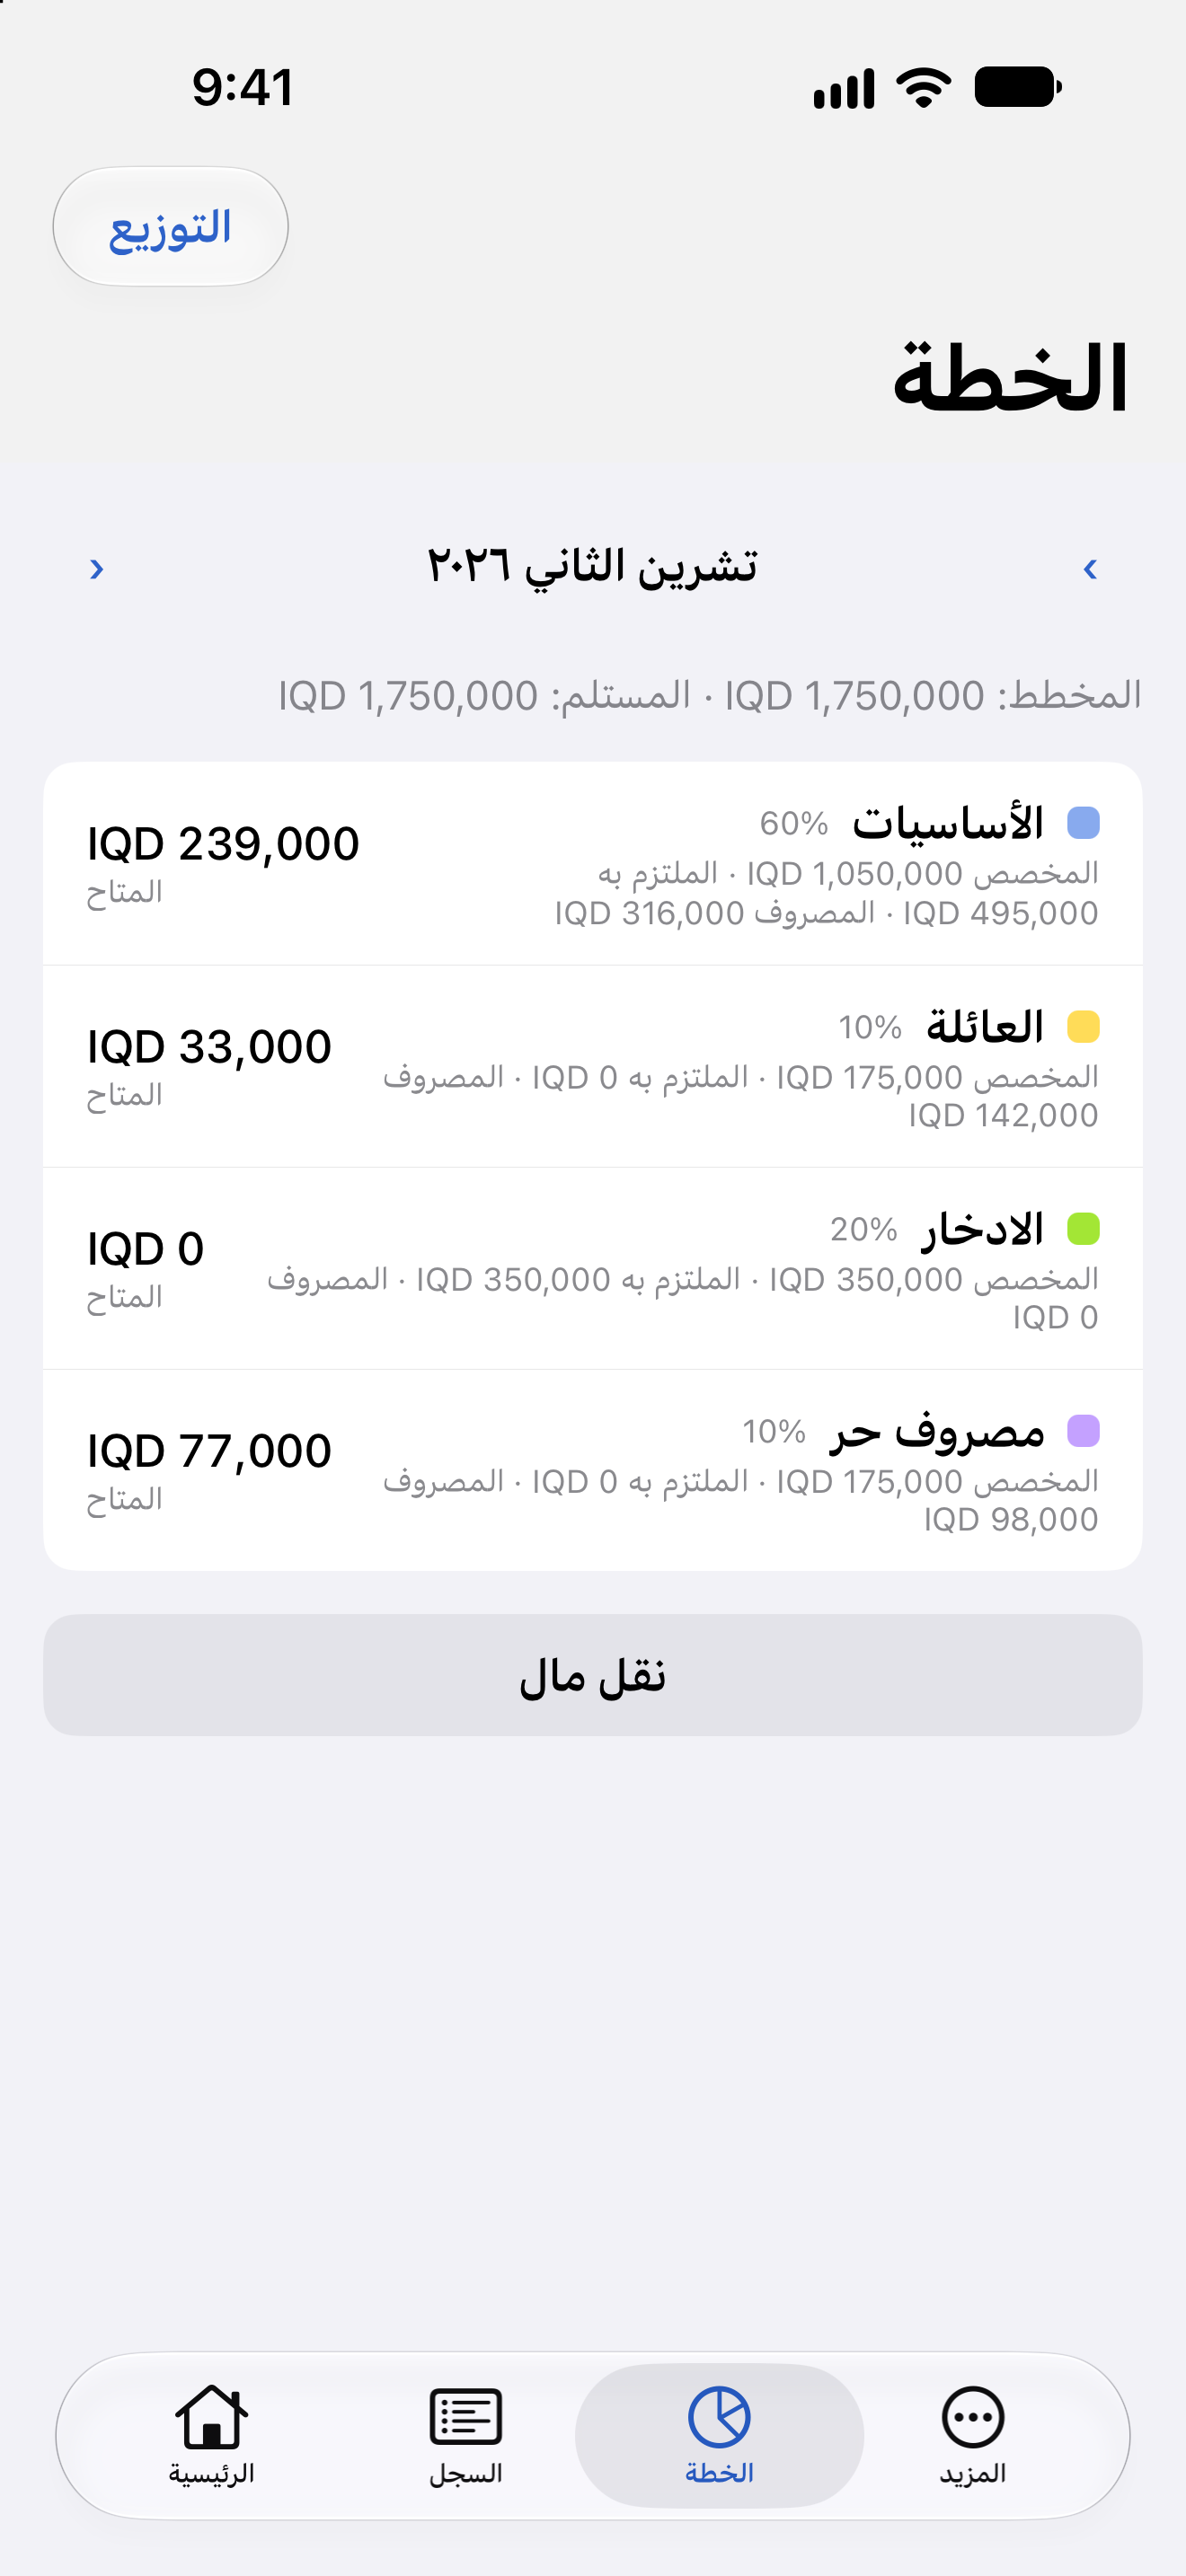 9:41
التوزيع
الخطة
تشرين الثاني ٢٠٢٦
المخطط: IQD 1,750,000 · المستلم: IQD 1,750,000
الأساسيات 60%
المخصص IQD 1,050,000 · الملتزم به
IQD 495,000 · المصروف IQD 316,000
IQD 239,000
المتاح
العائلة 10%
المخصص IQD 175,000 · الملتزم به IQD 0 · المصروف
IQD 142,000
IQD 33,000
المتاح
الادخار 20%
المخصص IQD 350,000 · الملتزم به IQD 350,000 · المصروف
IQD 0
IQD 0
المتاح
مصروف حر 10%
المخصص IQD 175,000 · الملتزم به IQD 0 · المصروف
IQD 98,000
IQD 77,000
المتاح
نقل مال
المزيد
الخطة
السجل
الرئيسية